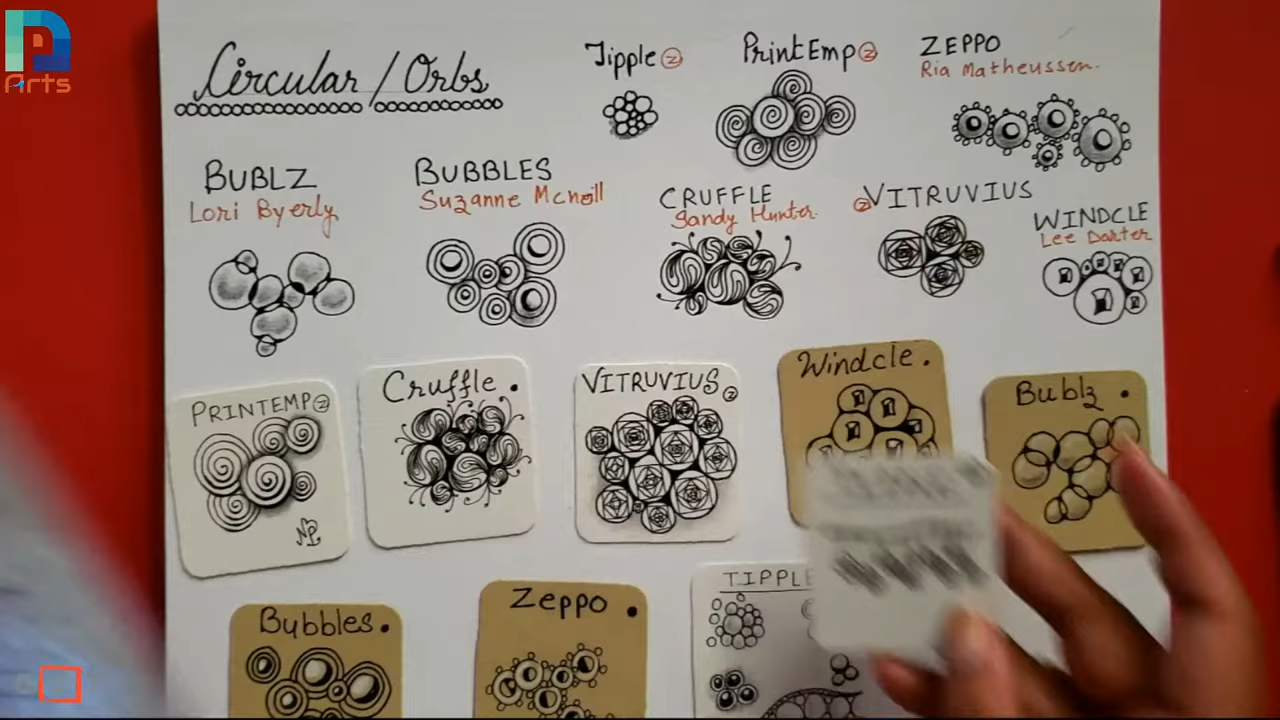 Arts
Circular / Orbs
Tipple Z
PrintEmp Z
ZEPPO
Ria Matheussen.
BUBLZ
Lori Byerly
BUBBLES
Suzanne Mcneill
CRUFFLE
Sandy Hunter.
Z VITRUVIUS
WINDCLE
Lee Darter
PRINTEMP Z
Cruffle.
VITRUVIUS Z
Windcle.
Bublz.
Bubbles.
Zeppo.
TIPPLE